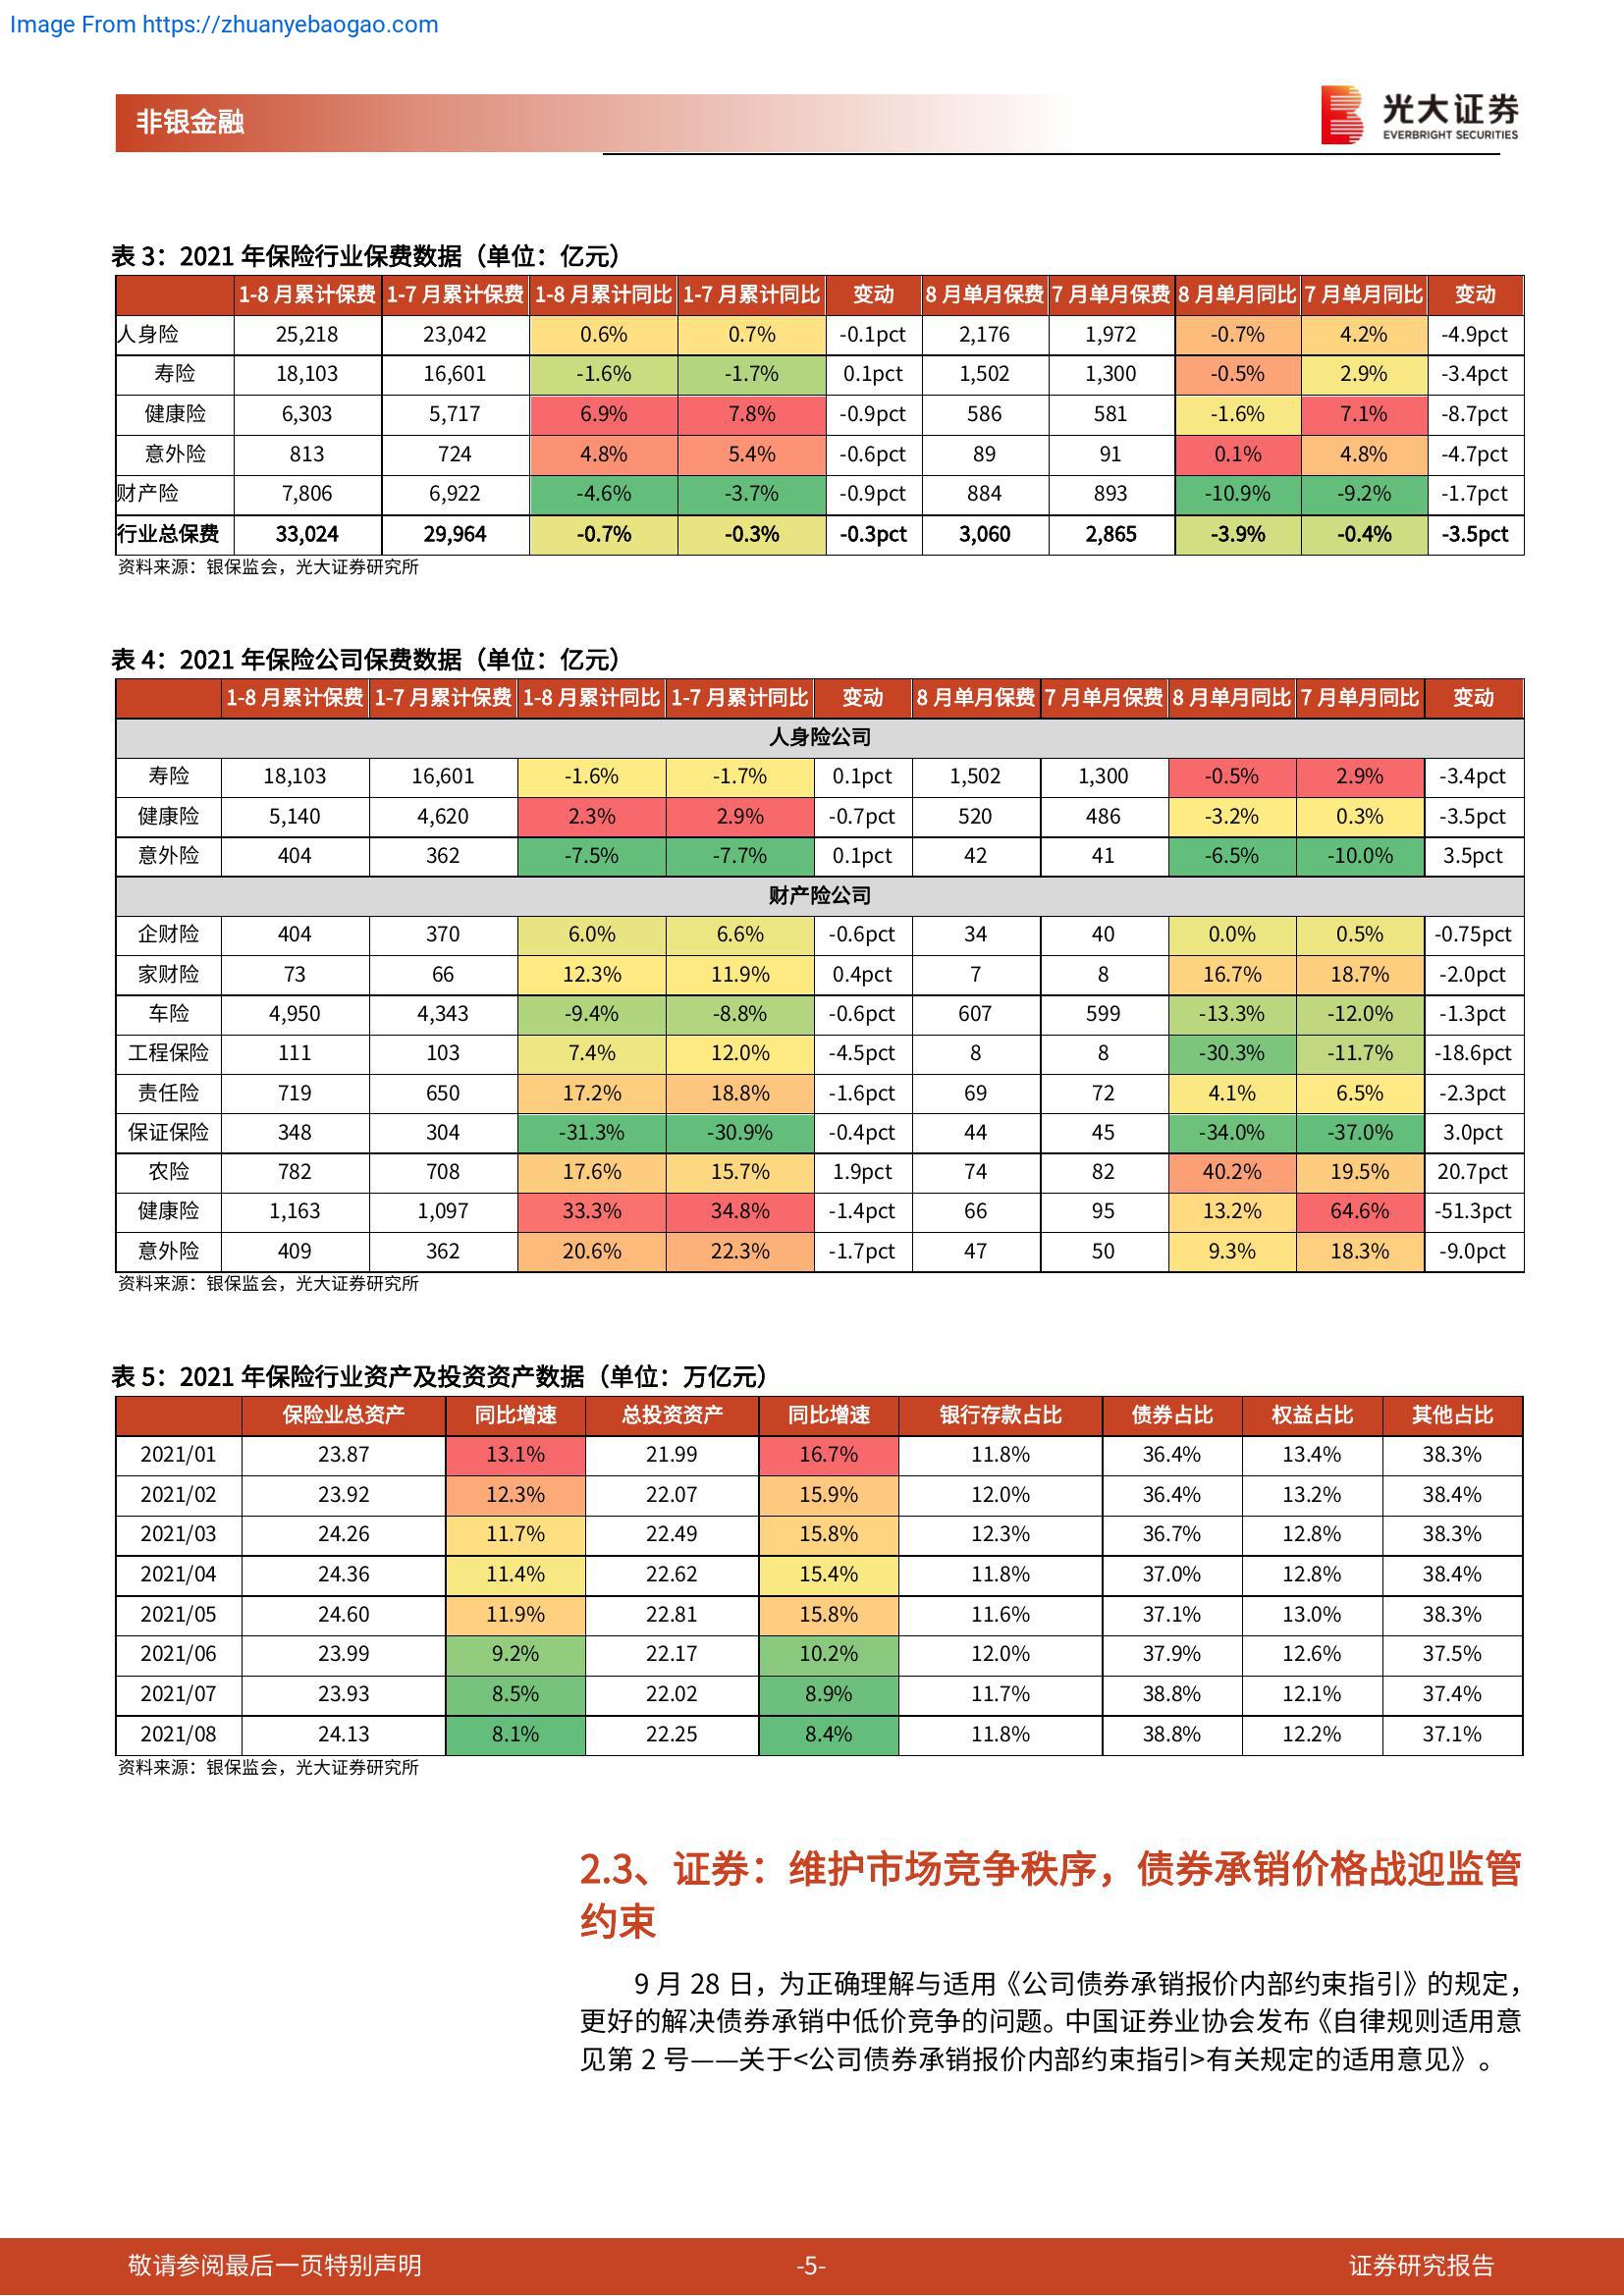 Image From https://zhuanyebaogao.com
非银金融
光大证券
EVERBRIGHT SECURITIES
表 3：2021 年保险行业保费数据（单位：亿元）
1-8 月累计保费 1-7 月累计保费 1-8 月累计同比 1-7 月累计同比 变动 8 月单月保费 7 月单月保费 8 月单月同比 7 月单月同比 变动
人身险 25,218 23,042 0.6% 0.7% -0.1pct 2,176 1,972 -0.7% 4.2% -4.9pct
寿险 18,103 16,601 -1.6% -1.7% 0.1pct 1,502 1,300 -0.5% 2.9% -3.4pct
健康险 6,303 5,717 6.9% 7.8% -0.9pct 586 581 -1.6% 7.1% -8.7pct
意外险 813 724 4.8% 5.4% -0.6pct 89 91 0.1% 4.8% -4.7pct
财产险 7,806 6,922 -4.6% -3.7% -0.9pct 884 893 -10.9% -9.2% -1.7pct
行业总保费 33,024 29,964 -0.7% -0.3% -0.3pct 3,060 2,865 -3.9% -0.4% -3.5pct
资料来源：银保监会，光大证券研究所
表 4：2021 年保险公司保费数据（单位：亿元）
1-8 月累计保费 1-7 月累计保费 1-8 月累计同比 1-7 月累计同比 变动 8 月单月保费 7 月单月保费 8 月单月同比 7 月单月同比 变动
人身险公司
寿险 18,103 16,601 -1.6% -1.7% 0.1pct 1,502 1,300 -0.5% 2.9% -3.4pct
健康险 5,140 4,620 2.3% 2.9% -0.7pct 520 486 -3.2% 0.3% -3.5pct
意外险 404 362 -7.5% -7.7% 0.1pct 42 41 -6.5% -10.0% 3.5pct
财产险公司
企财险 404 370 6.0% 6.6% -0.6pct 34 40 0.0% 0.5% -0.75pct
家财险 73 66 12.3% 11.9% 0.4pct 7 8 16.7% 18.7% -2.0pct
车险 4,950 4,343 -9.4% -8.8% -0.6pct 607 599 -13.3% -12.0% -1.3pct
工程保险 111 103 7.4% 12.0% -4.5pct 8 8 -30.3% -11.7% -18.6pct
责任险 719 650 17.2% 18.8% -1.6pct 69 72 4.1% 6.5% -2.3pct
保证保险 348 304 -31.3% -30.9% -0.4pct 44 45 -34.0% -37.0% 3.0pct
农险 782 708 17.6% 15.7% 1.9pct 74 82 40.2% 19.5% 20.7pct
健康险 1,163 1,097 33.3% 34.8% -1.4pct 66 95 13.2% 64.6% -51.3pct
意外险 409 362 20.6% 22.3% -1.7pct 47 50 9.3% 18.3% -9.0pct
资料来源：银保监会，光大证券研究所
表 5：2021 年保险行业资产及投资资产数据（单位：万亿元）
保险业总资产 同比增速 总投资资产 同比增速 银行存款占比 债券占比 权益占比 其他占比
2021/01 23.87 13.1% 21.99 16.7% 11.8% 36.4% 13.4% 38.3%
2021/02 23.92 12.3% 22.07 15.9% 12.0% 36.4% 13.2% 38.4%
2021/03 24.26 11.7% 22.49 15.8% 12.3% 36.7% 12.8% 38.3%
2021/04 24.36 11.4% 22.62 15.4% 11.8% 37.0% 12.8% 38.4%
2021/05 24.60 11.9% 22.81 15.8% 11.6% 37.1% 13.0% 38.3%
2021/06 23.99 9.2% 22.17 10.2% 12.0% 37.9% 12.6% 37.5%
2021/07 23.93 8.5% 22.02 8.9% 11.7% 38.8% 12.1% 37.4%
2021/08 24.13 8.1% 22.25 8.4% 11.8% 38.8% 12.2% 37.1%
资料来源：银保监会，光大证券研究所
2.3、证券：维护市场竞争秩序，债券承销价格战迎监管
约束
9 月 28 日，为正确理解与适用《公司债券承销报价内部约束指引》的规定，
更好的解决债券承销中低价竞争的问题。中国证券业协会发布《自律规则适用意
见第 2 号——关于<公司债券承销报价内部约束指引>有关规定的适用意见》。
敬请参阅最后一页特别声明 -5- 证券研究报告